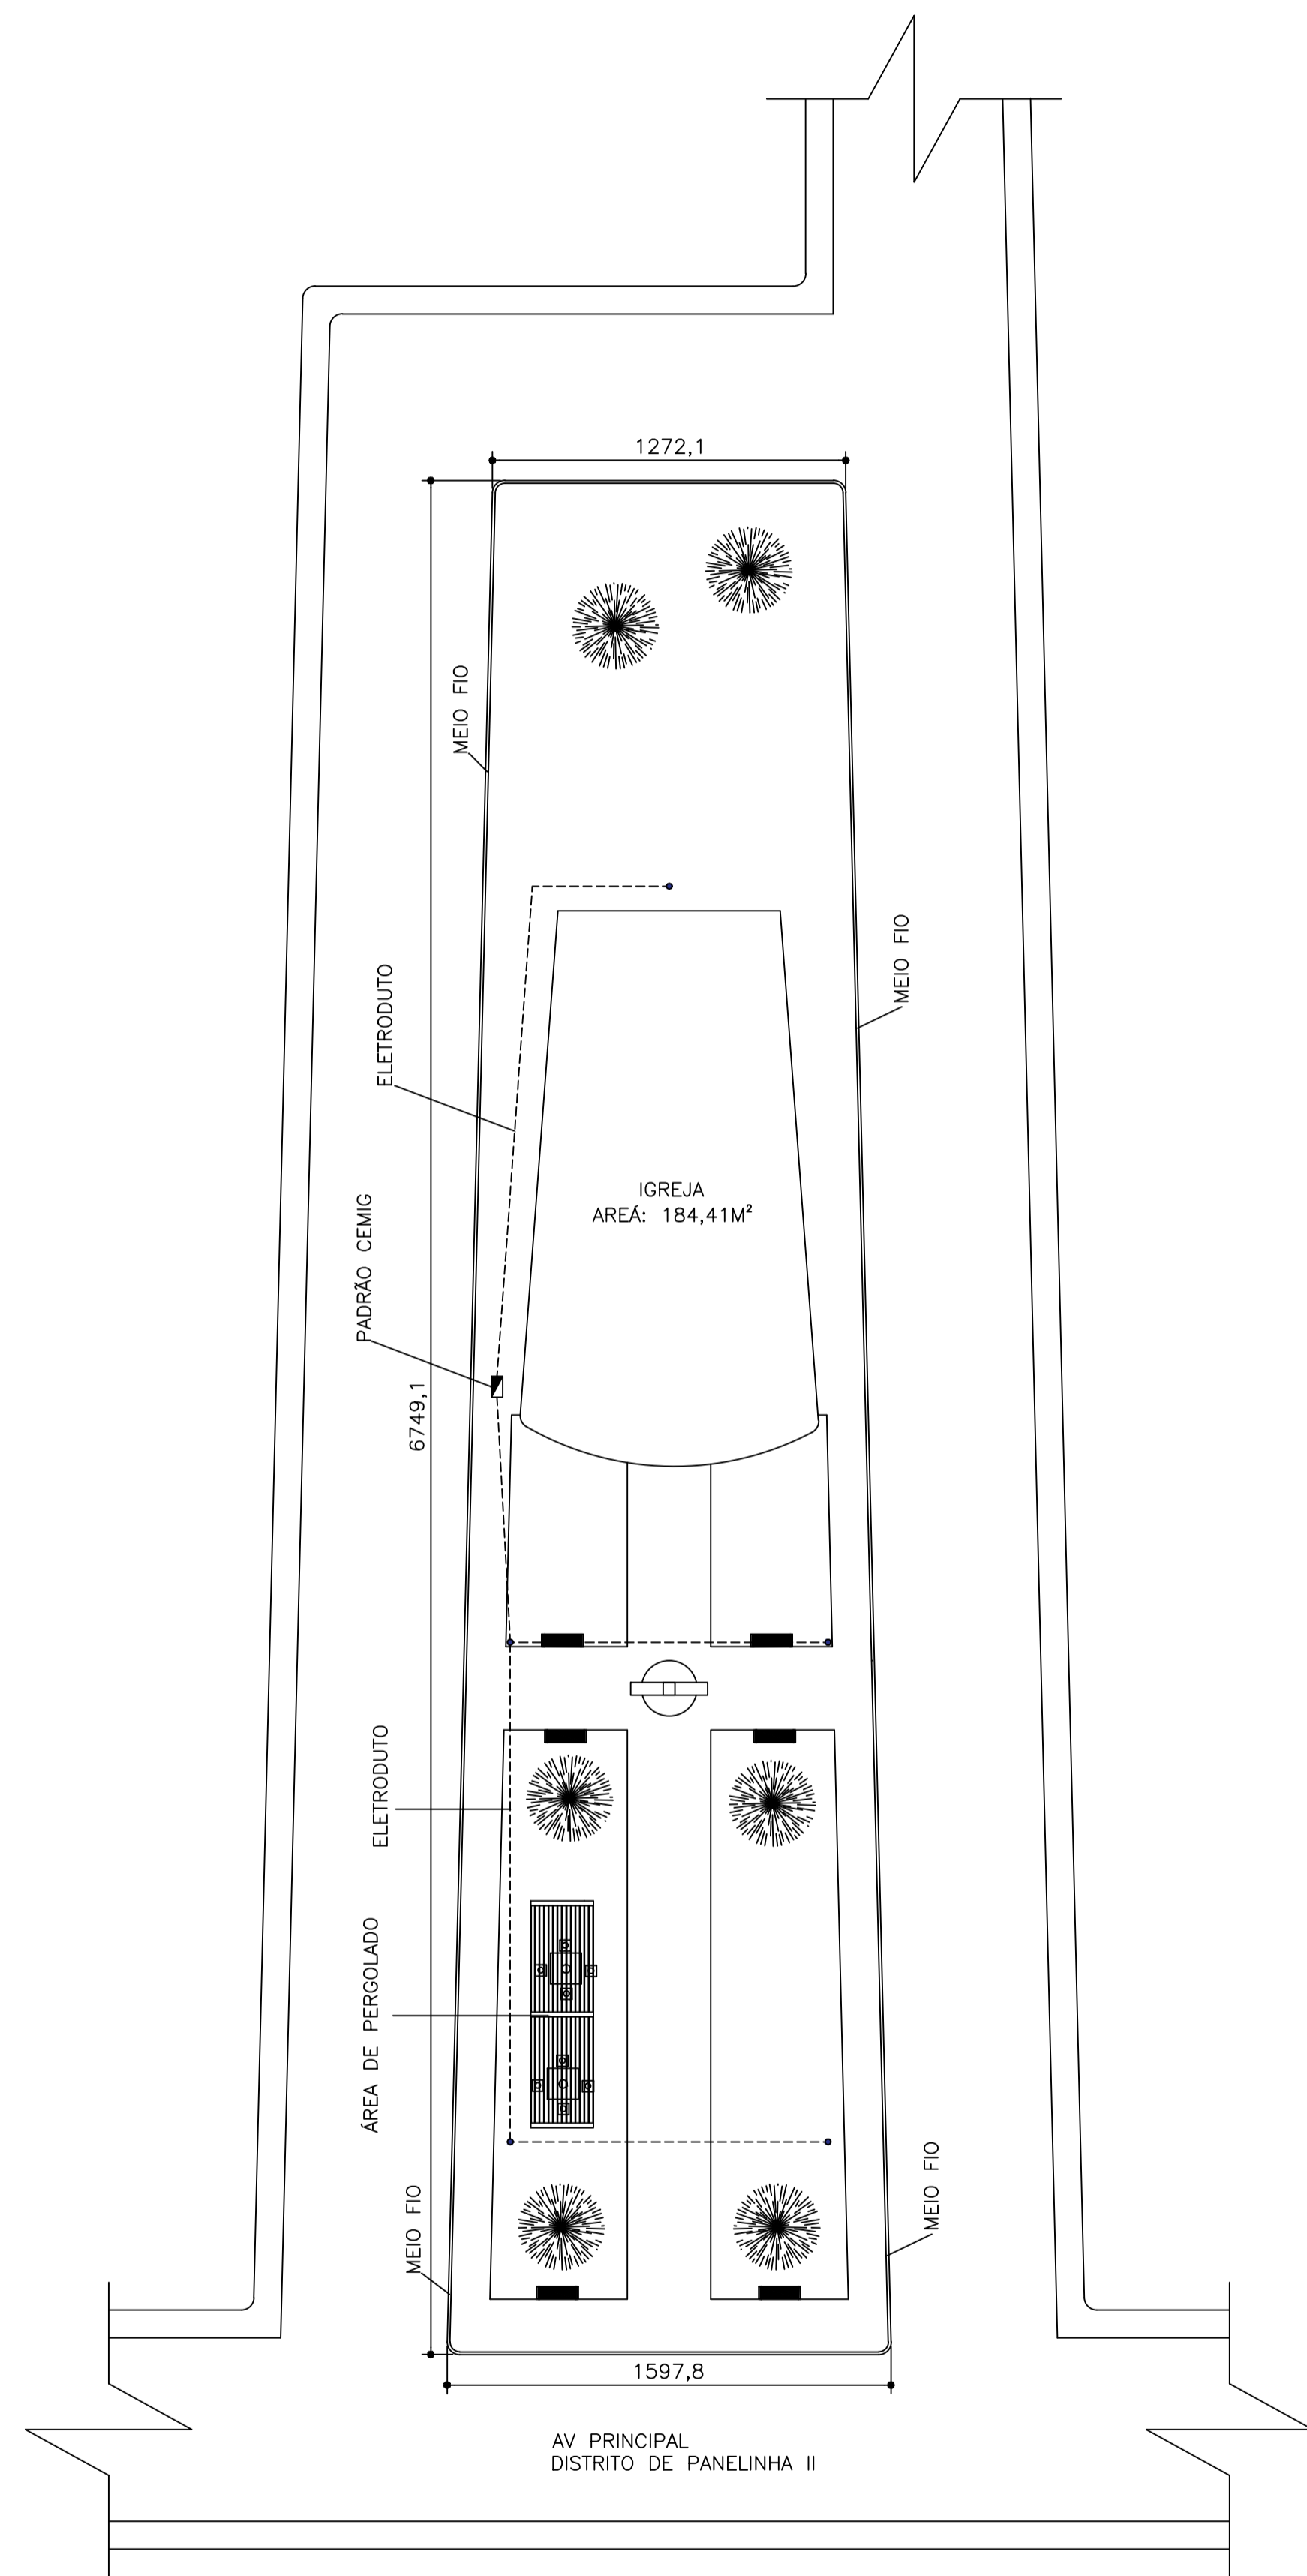 1272,1
MEIO FIO
MEIO FIO
ELETRODUTO
IGREJA
AREÁ: 184,41M²
PADRÃO CEMIG
6749,1
ELETRODUTO
ÁREA DE PERGOLADO
MEIO FIO
MEIO FIO
1597,8
AV PRINCIPAL
DISTRITO DE PANELINHA II